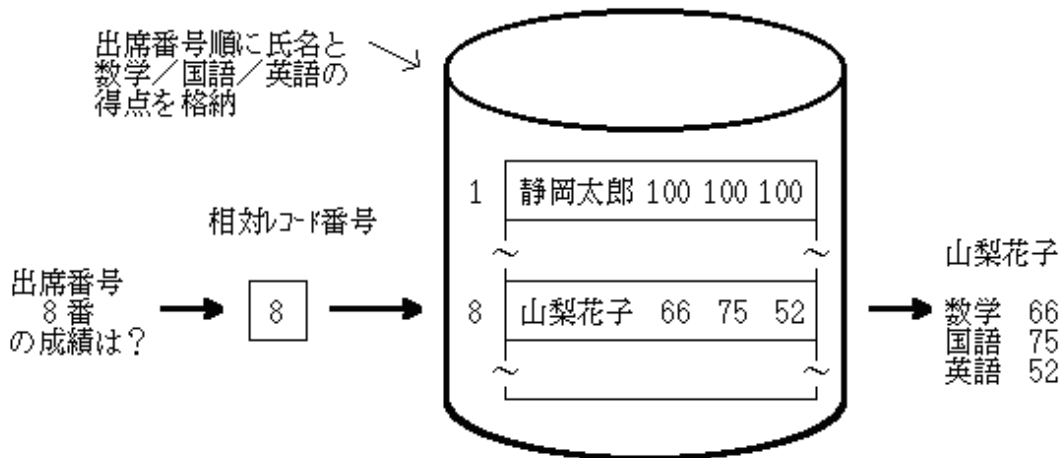 出席番号順に氏名と
数学／国語／英語の
得点を格納
1 静岡太郎 100 100 100
相対ﾚｺｰﾄﾞ番号
出席番号
8番
の成績は？
8
8 山梨花子 66 75 52
山梨花子
数学 66
国語 75
英語 52